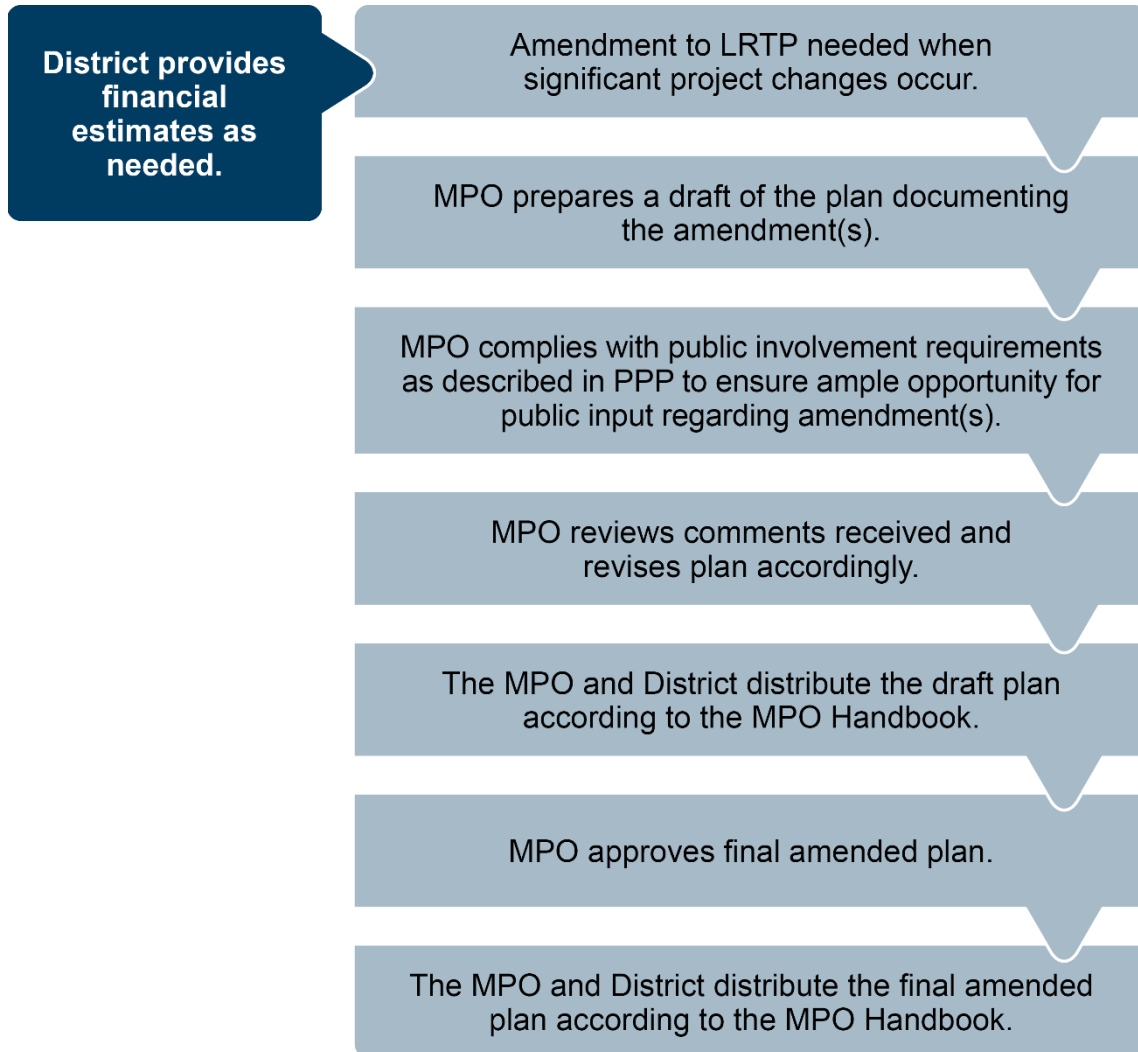 District provides
financial
estimates as
needed.
Amendment to LRTP needed when
significant project changes occur.
MPO prepares a draft of the plan documenting
the amendment(s).
MPO complies with public involvement requirements
as described in PPP to ensure ample opportunity for
public input regarding amendment(s).
MPO reviews comments received and
revises plan accordingly.
The MPO and District distribute the draft plan
according to the MPO Handbook.
MPO approves final amended plan.
The MPO and District distribute the final amended
plan according to the MPO Handbook.